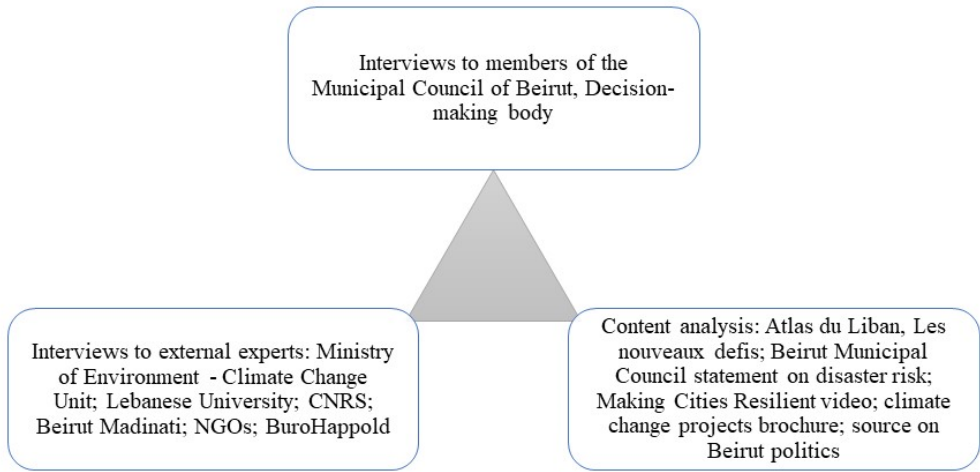 Interviews to members of the
Municipal Council of Beirut, Decision-
making body
Interviews to external experts: Ministry
of Environment - Climate Change
Unit; Lebanese University; CNRS;
Beirut Madinati; NGOs; BuroHappold
Content analysis: Atlas du Liban, Les
nouveaux defis; Beirut Municipal
Council statement on disaster risk;
Making Cities Resilient video; climate
change projects brochure; source on
Beirut politics